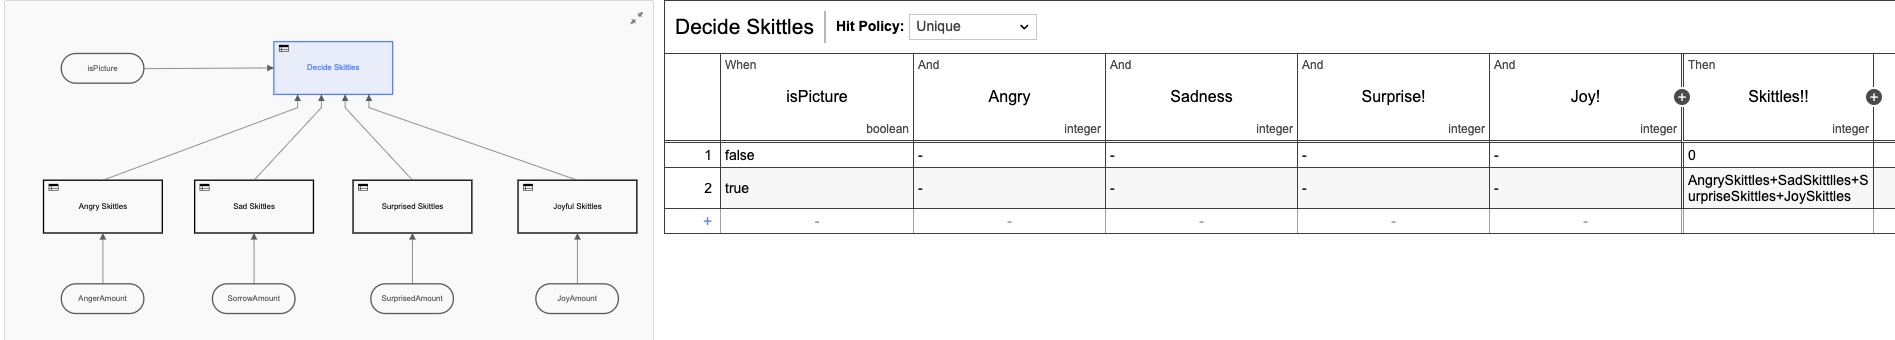 isPicture
Decide Skittles
Angry Skittles
Sad Skittles
Surprised Skittles
Joyful Skittles
AngerAmount
SorrowAmount
SurprisedAmount
JoyAmount
Decide Skittles
Hit Policy: Unique
When And And And And Then
isPicture Angry Sadness Surprise! Joy! + Skittles!! +
boolean integer integer integer integer integer
1 false - - - - 0
2 true - - - - AngrySkittles+SadSkittlles+S
urpriseSkittles+JoySkittles
+ - - - - -